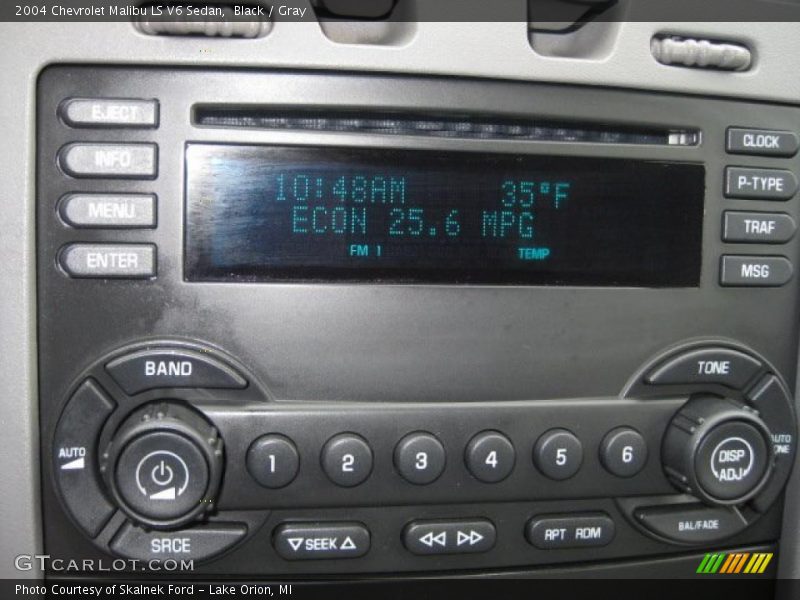 2004 Chevrolet Malibu LS V6 Sedan, Black / Gray
EJECT
INFO
MENU
ENTER
10:48AM 35°F
ECON 25.6 MPG
FM 1 TEMP
CLOCK
P-TYPE
TRAF
MSG
BAND
TONE
AUTO
1 2 3 4 5 6
DISP
ADJ
AUTO
TONE
SRCE
SEEK
RPT RDM
BAL/FADE
GTCARLOT.COM
Photo Courtesy of Skalnek Ford - Lake Orion, MI